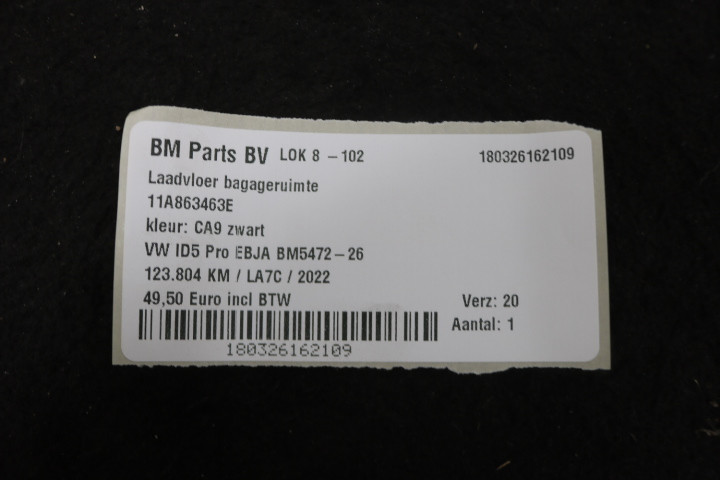 BM Parts BV LOK 8 - 102 180326162109
Laadvloer bagageruimte
11A863463E
kleur: CA9 zwart
VW ID5 Pro EBJA BM5472-26
123.804 KM / LA7C / 2022
49,50 Euro incl BTW Verz: 20
Aantal: 1
180326162109